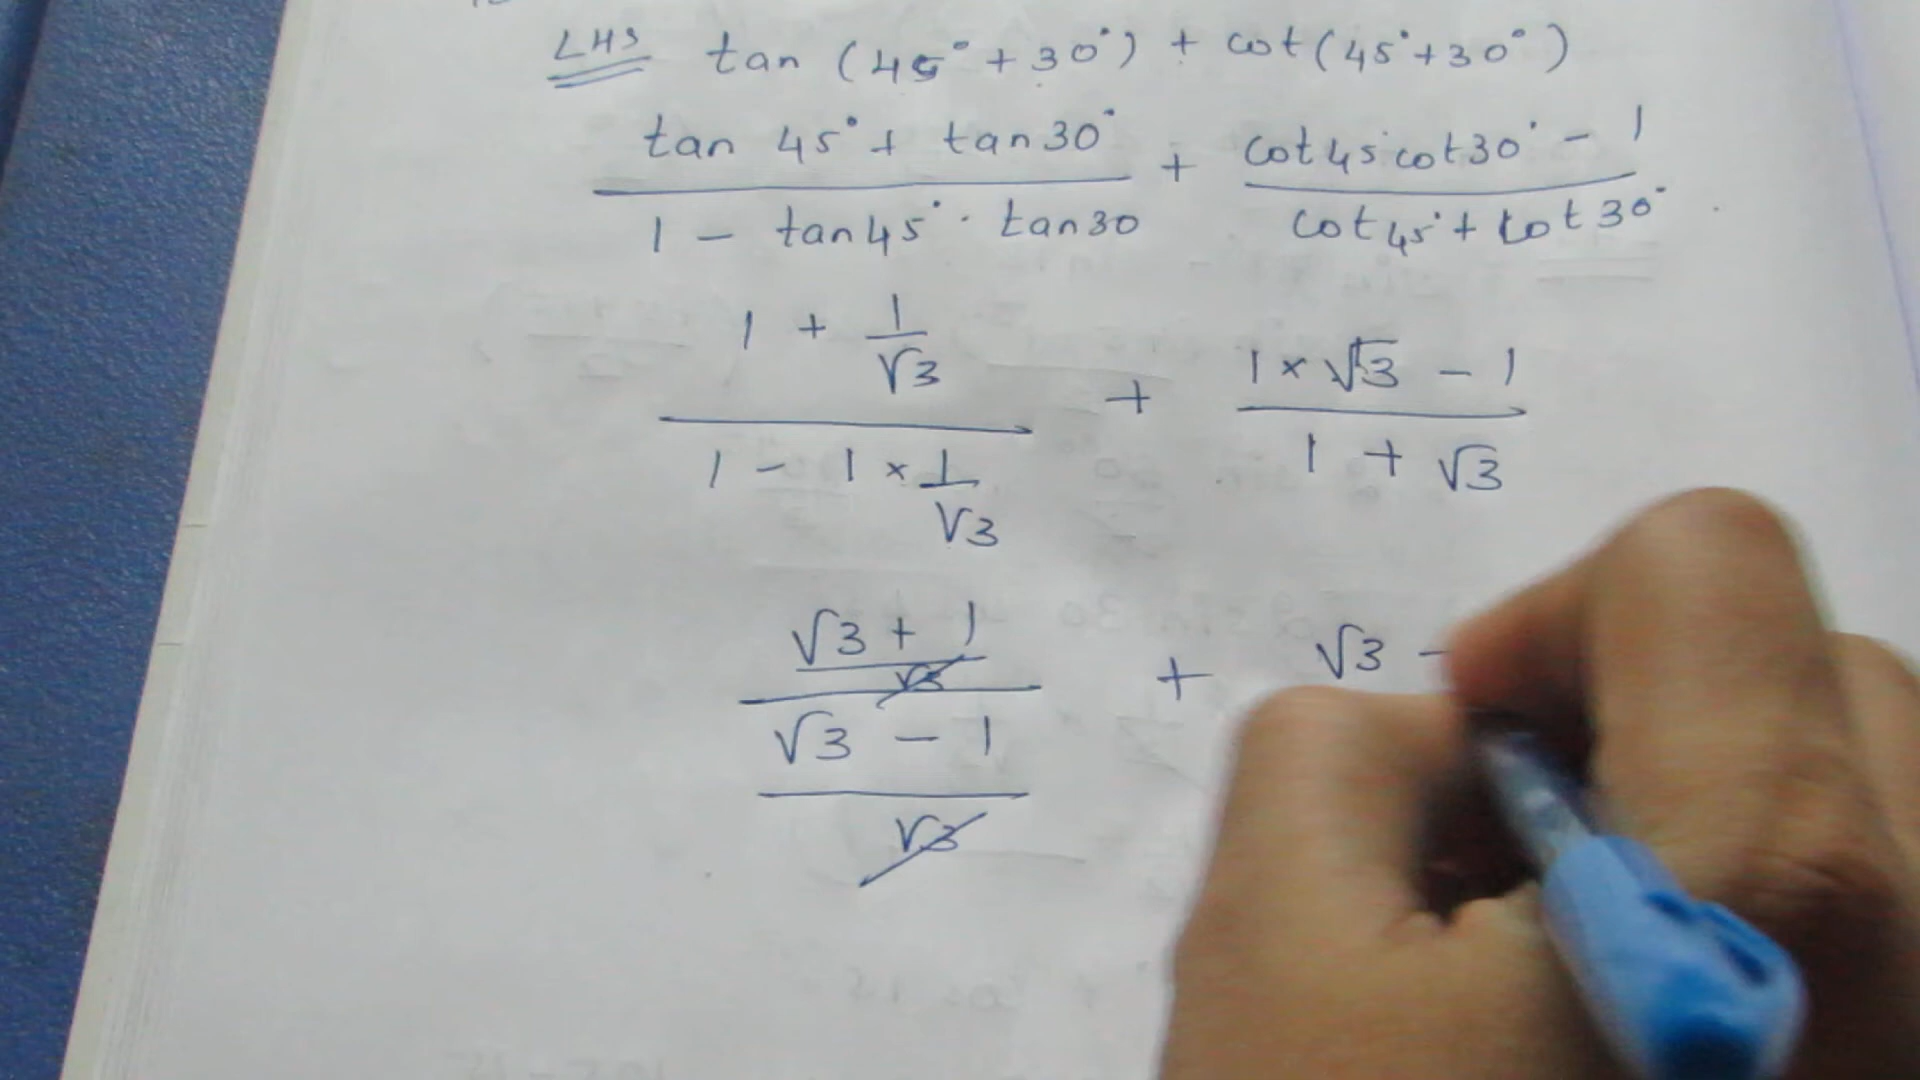 LHS tan (45° + 30°) + cot (45° + 30°)
tan 45° + tan 30° + cot 45 cot 30° - 1
1 - tan 45° · tan 30 cot 45° + cot 30°
1 + 1/√3 + 1 × √3 - 1
1 - 1 × 1/√3 1 + √3
√3 + 1 + √3 -
√3
√3 - 1
√3